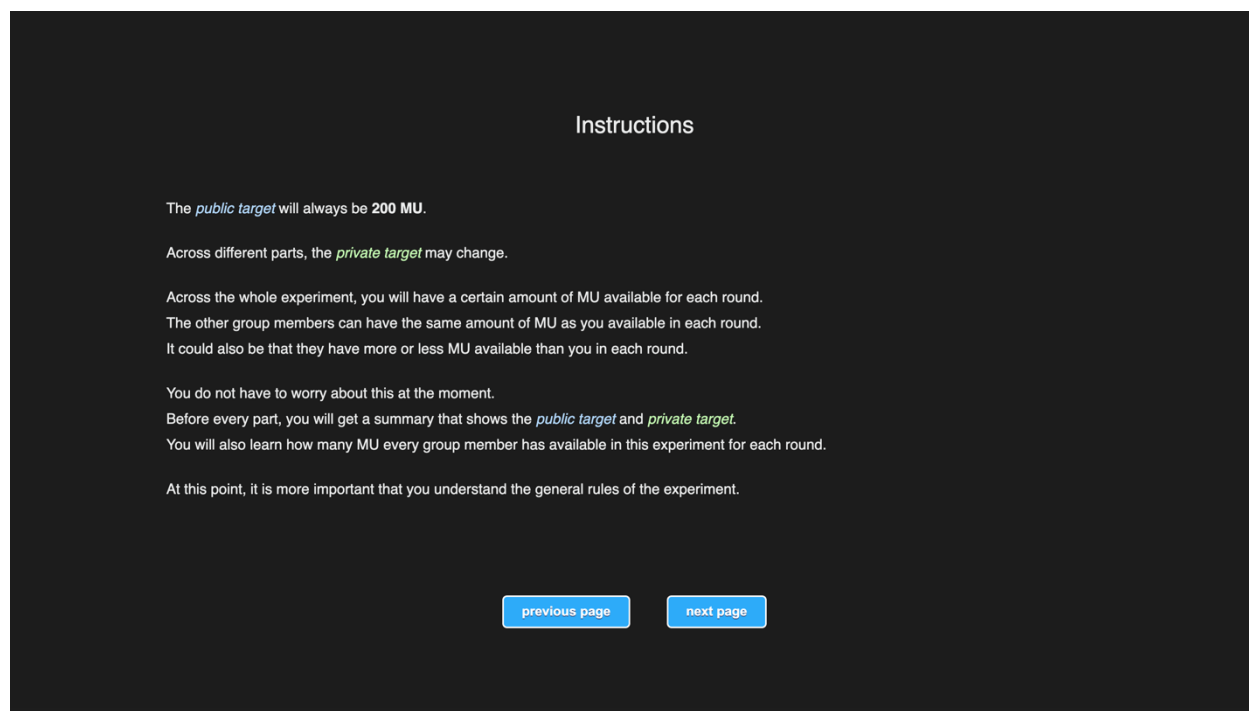 Instructions
The public target will always be 200 MU.
Across different parts, the private target may change.
Across the whole experiment, you will have a certain amount of MU available for each round.
The other group members can have the same amount of MU as you available in each round.
It could also be that they have more or less MU available than you in each round.
You do not have to worry about this at the moment.
Before every part, you will get a summary that shows the public target and private target.
You will also learn how many MU every group member has available in this experiment for each round.
At this point, it is more important that you understand the general rules of the experiment.
previous page next page